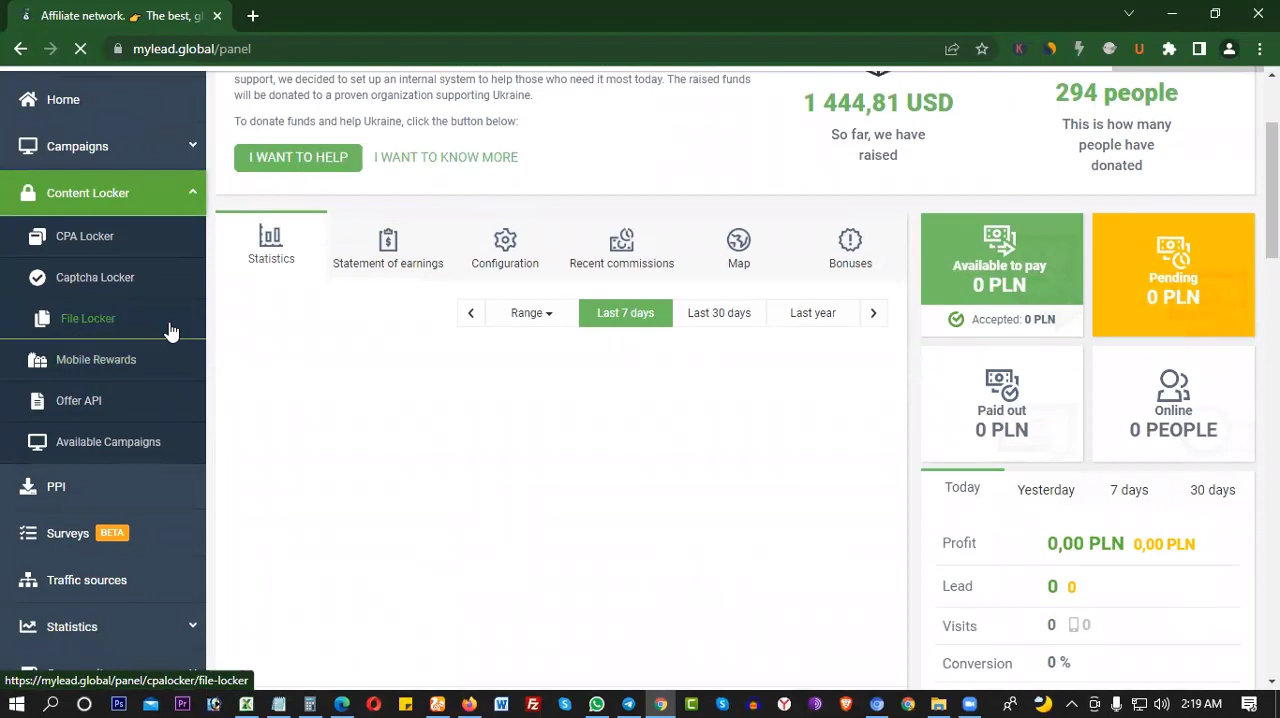 Affiliate network. 👉 The best, gl
mylead.global/panel
support, we decided to set up an internal system to help those who need it most today. The raised funds
will be donated to a proven organization supporting Ukraine.
To donate funds and help Ukraine, click the button below:
I WANT TO HELP
I WANT TO KNOW MORE
1 444,81 USD
So far, we have
raised
294 people
This is how many
people have
donated
Home
Campaigns
Content Locker
CPA Locker
Captcha Locker
File Locker
Mobile Rewards
Offer API
Available Campaigns
PPI
Surveys BETA
Traffic sources
Statistics
Statistics
Statement of earnings
Configuration
Recent commissions
Map
Bonuses
Range
Last 7 days
Last 30 days
Last year
Available to pay
0 PLN
Accepted: 0 PLN
Pending
0 PLN
Paid out
0 PLN
Online
0 PEOPLE
Today
Yesterday
7 days
30 days
Profit 0,00 PLN 0,00 PLN
Lead 0 0
Visits 0 0
Conversion 0 %
https://mylead.global/panel/cpalocker/file-locker
2:19 AM